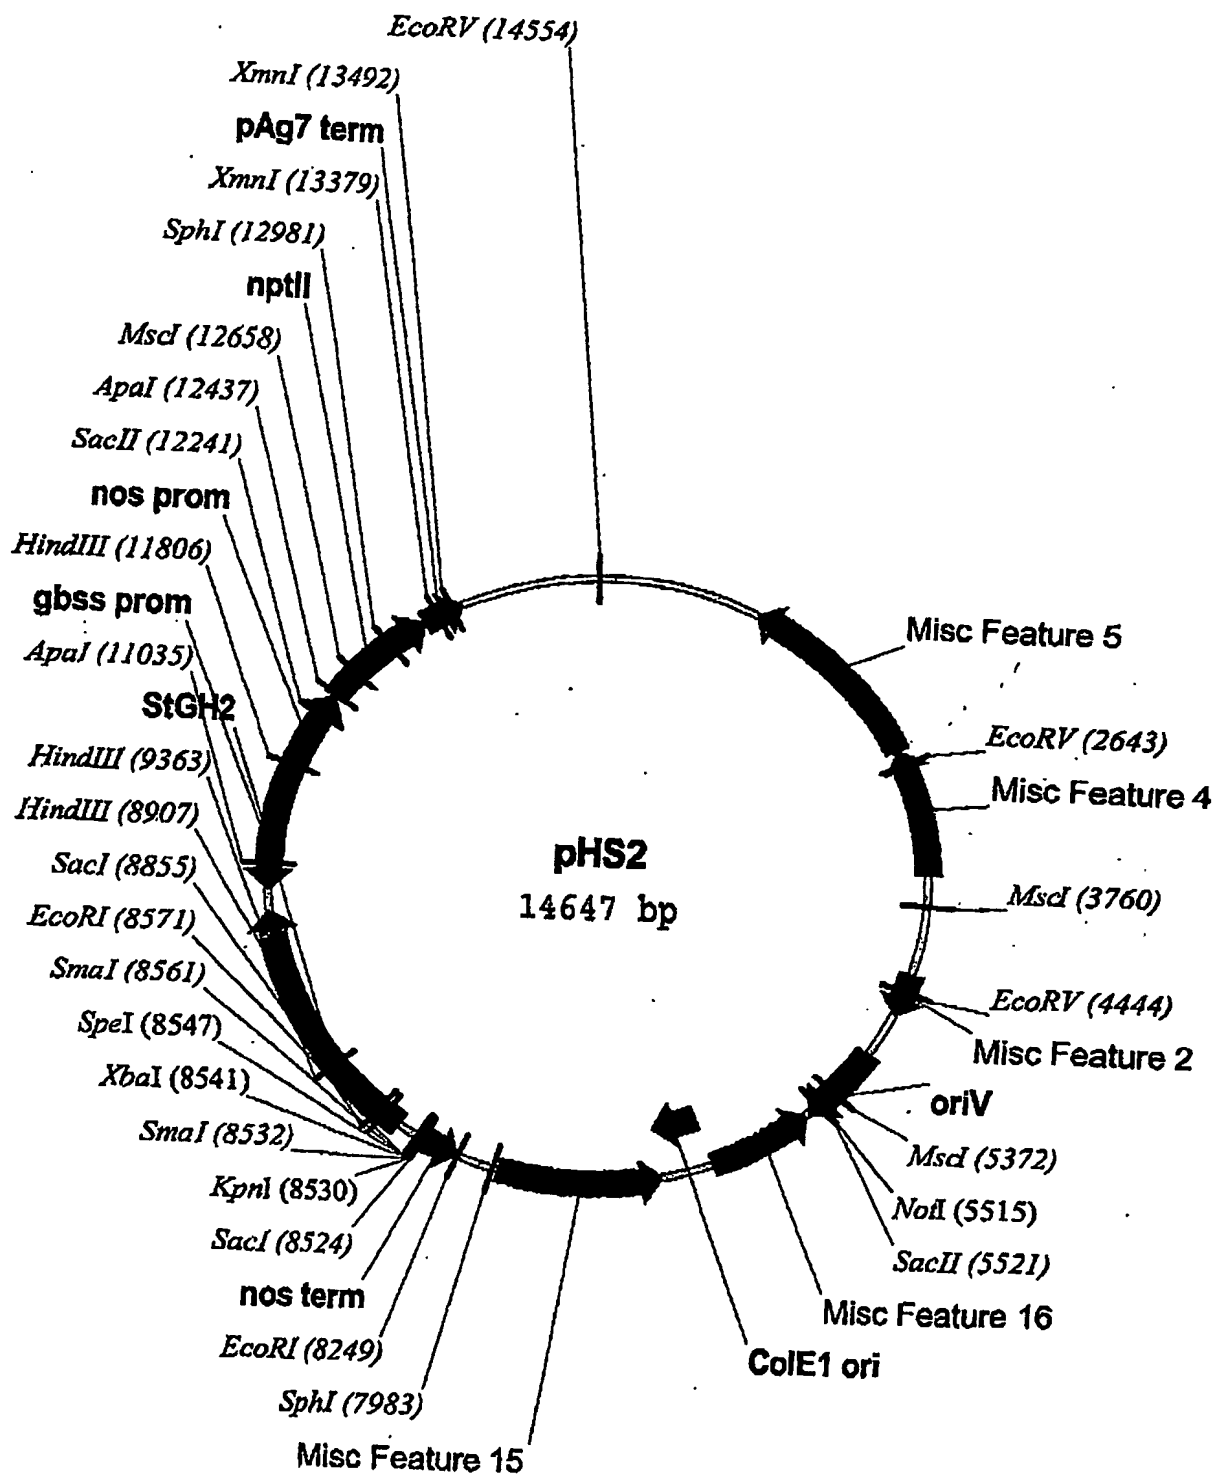 EcoRV (14554)
XmnI (13492)
pAg7 term
XmnI (13379)
SphI (12981)
nptII
MscI (12658)
ApaI (12437)
SacII (12241)
nos prom
HindIII (11806)
gbss prom
ApaI (11035)
StGH2
HindIII (9363)
HindIII (8907)
SacI (8855)
EcoRI (8571)
SmaI (8561)
SpeI (8547)
XbaI (8541)
SmaI (8532)
KpnI (8530)
SacI (8524)
nos term
EcoRI (8249)
SphI (7983)
Misc Feature 15
pHS2
14647 bp
Misc Feature 5
EcoRV (2643)
Misc Feature 4
MscI (3760)
EcoRV (4444)
Misc Feature 2
oriV
MscI (5372)
NotI (5515)
SacII (5521)
Misc Feature 16
ColE1 ori